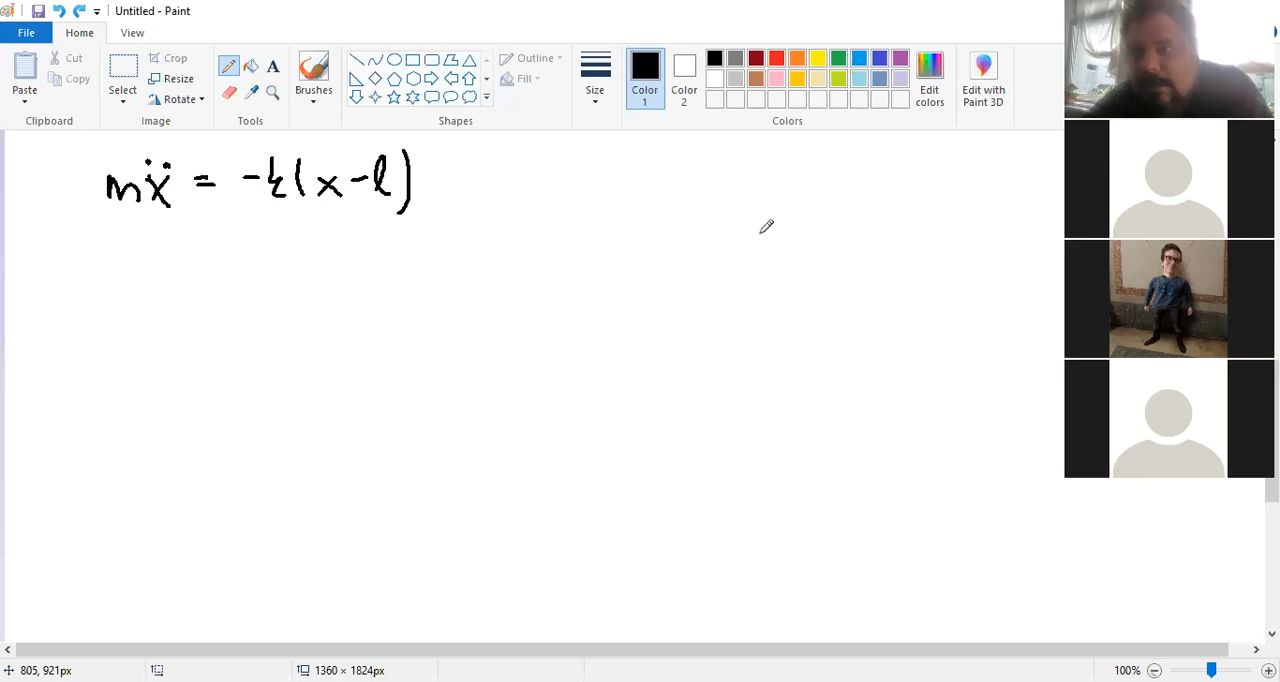 Untitled - Paint
File
Home
View
Paste
Cut
Copy
Clipboard
Select
Crop
Resize
Rotate
Image
A
Tools
Brushes
Outline
Fill
Shapes
Size
Color 1
Color 2
Edit colors
Edit with Paint 3D
Colors
mẍ = -k(x-l)
805, 921px
1360 × 1824px
100%